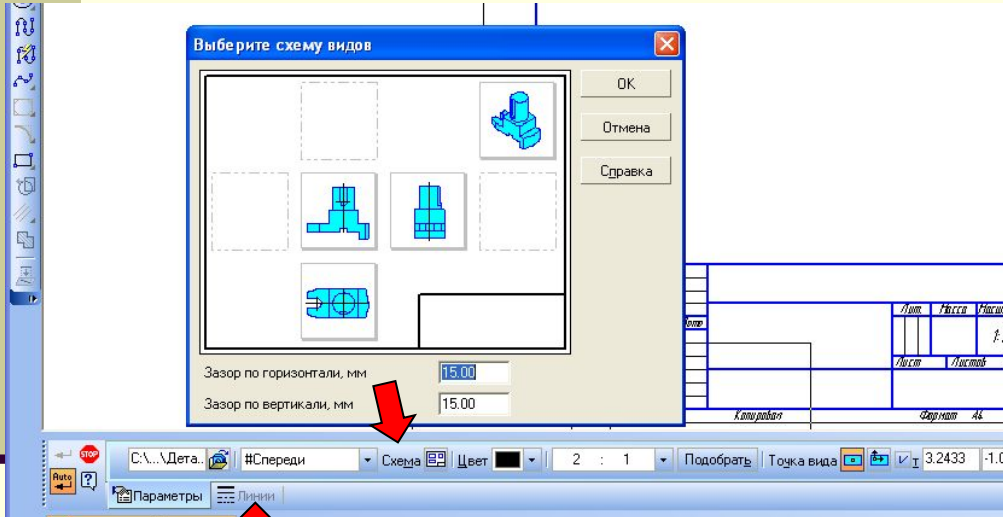 Выберите схему видов
OK
Отмена
Справка
Зазор по горизонтали, мм 15.00
Зазор по вертикали, мм 15.00
Лит. Масса
Лист Листов
Копировал Формат А4
STOP C:\...\Дета.. #Спереди Схема Цвет 2 : 1 Подобрать Точка вида 3.2433
Auto Параметры Линии